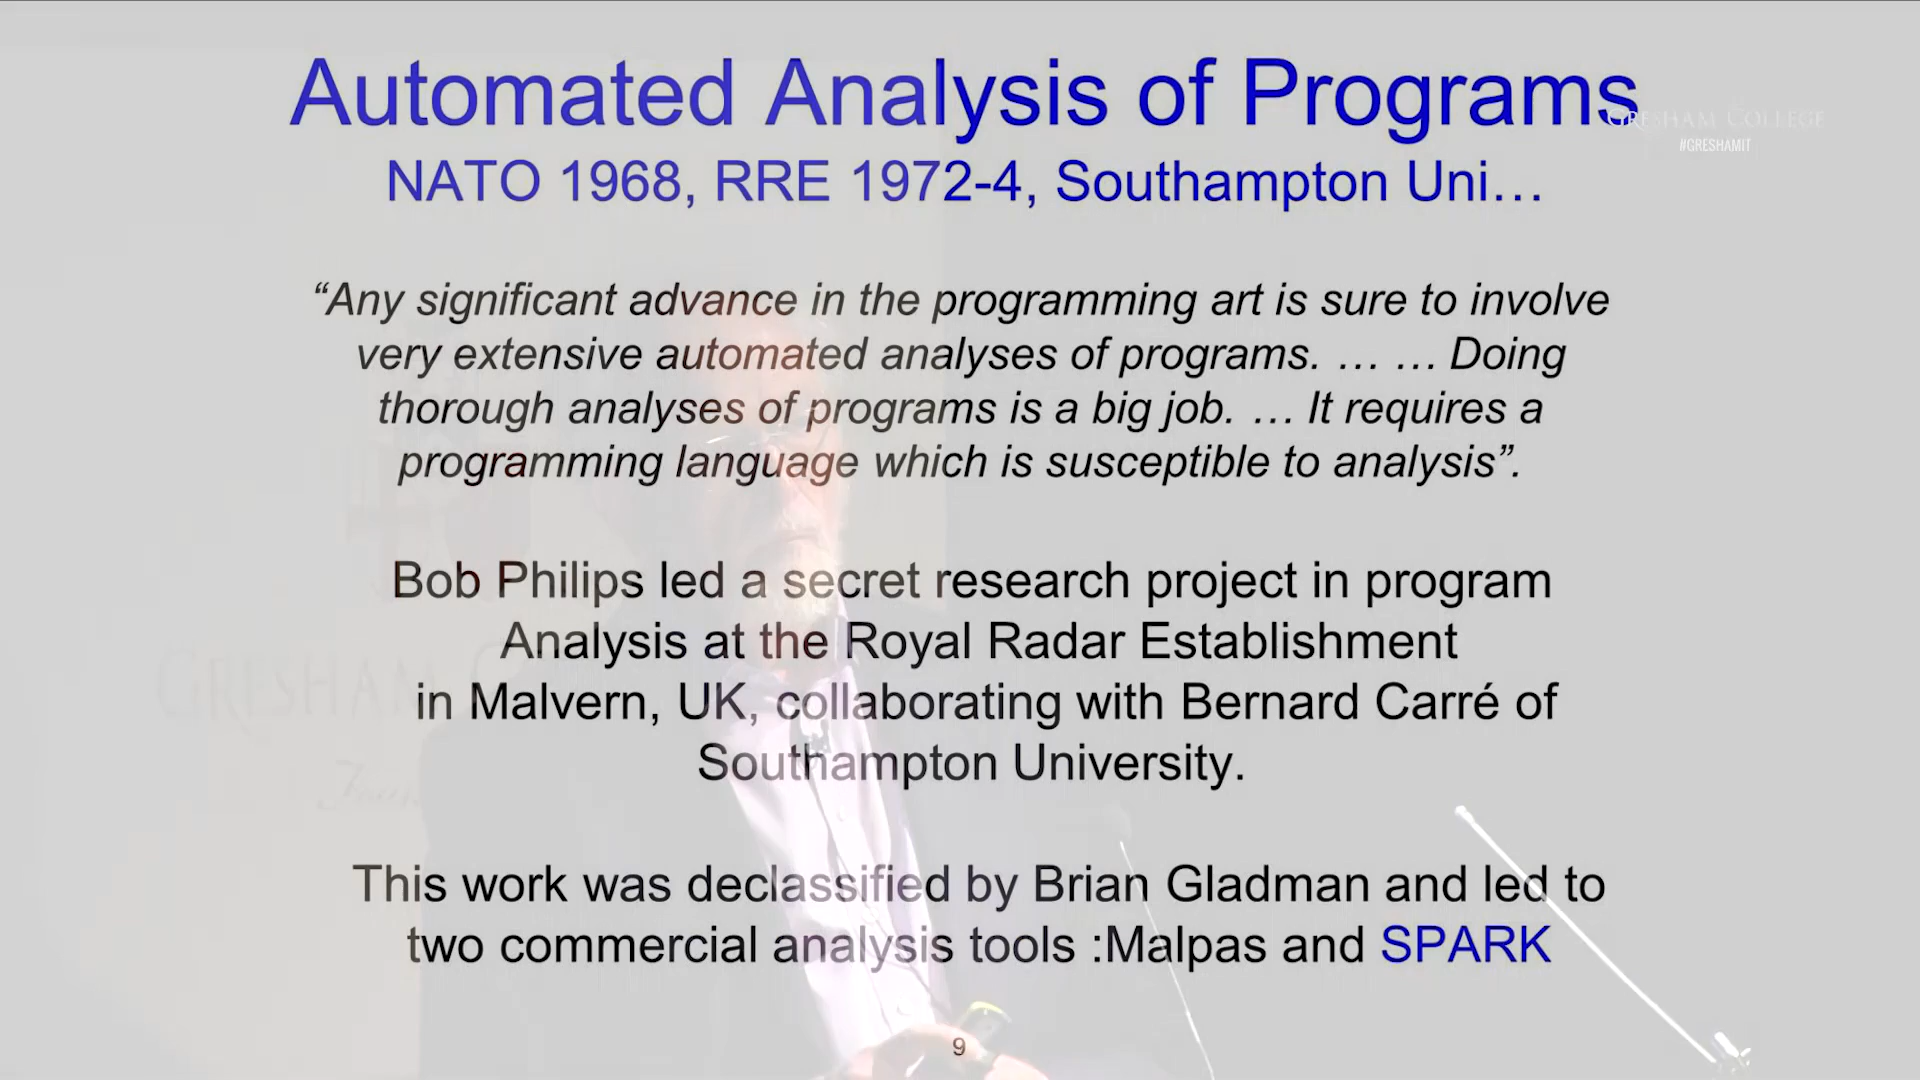 Automated Analysis of Programs
GRESHAM COLLEGE
#GRESHAMIT
NATO 1968, RRE 1972-4, Southampton Uni…
“Any significant advance in the programming art is sure to involve
very extensive automated analyses of programs. … … Doing
thorough analyses of programs is a big job. … It requires a
programming language which is susceptible to analysis”.
Bob Philips led a secret research project in program
Analysis at the Royal Radar Establishment
in Malvern, UK, collaborating with Bernard Carré of
Southampton University.
GRESHAM
This work was declassified by Brian Gladman and led to
two commercial analysis tools :Malpas and SPARK
9